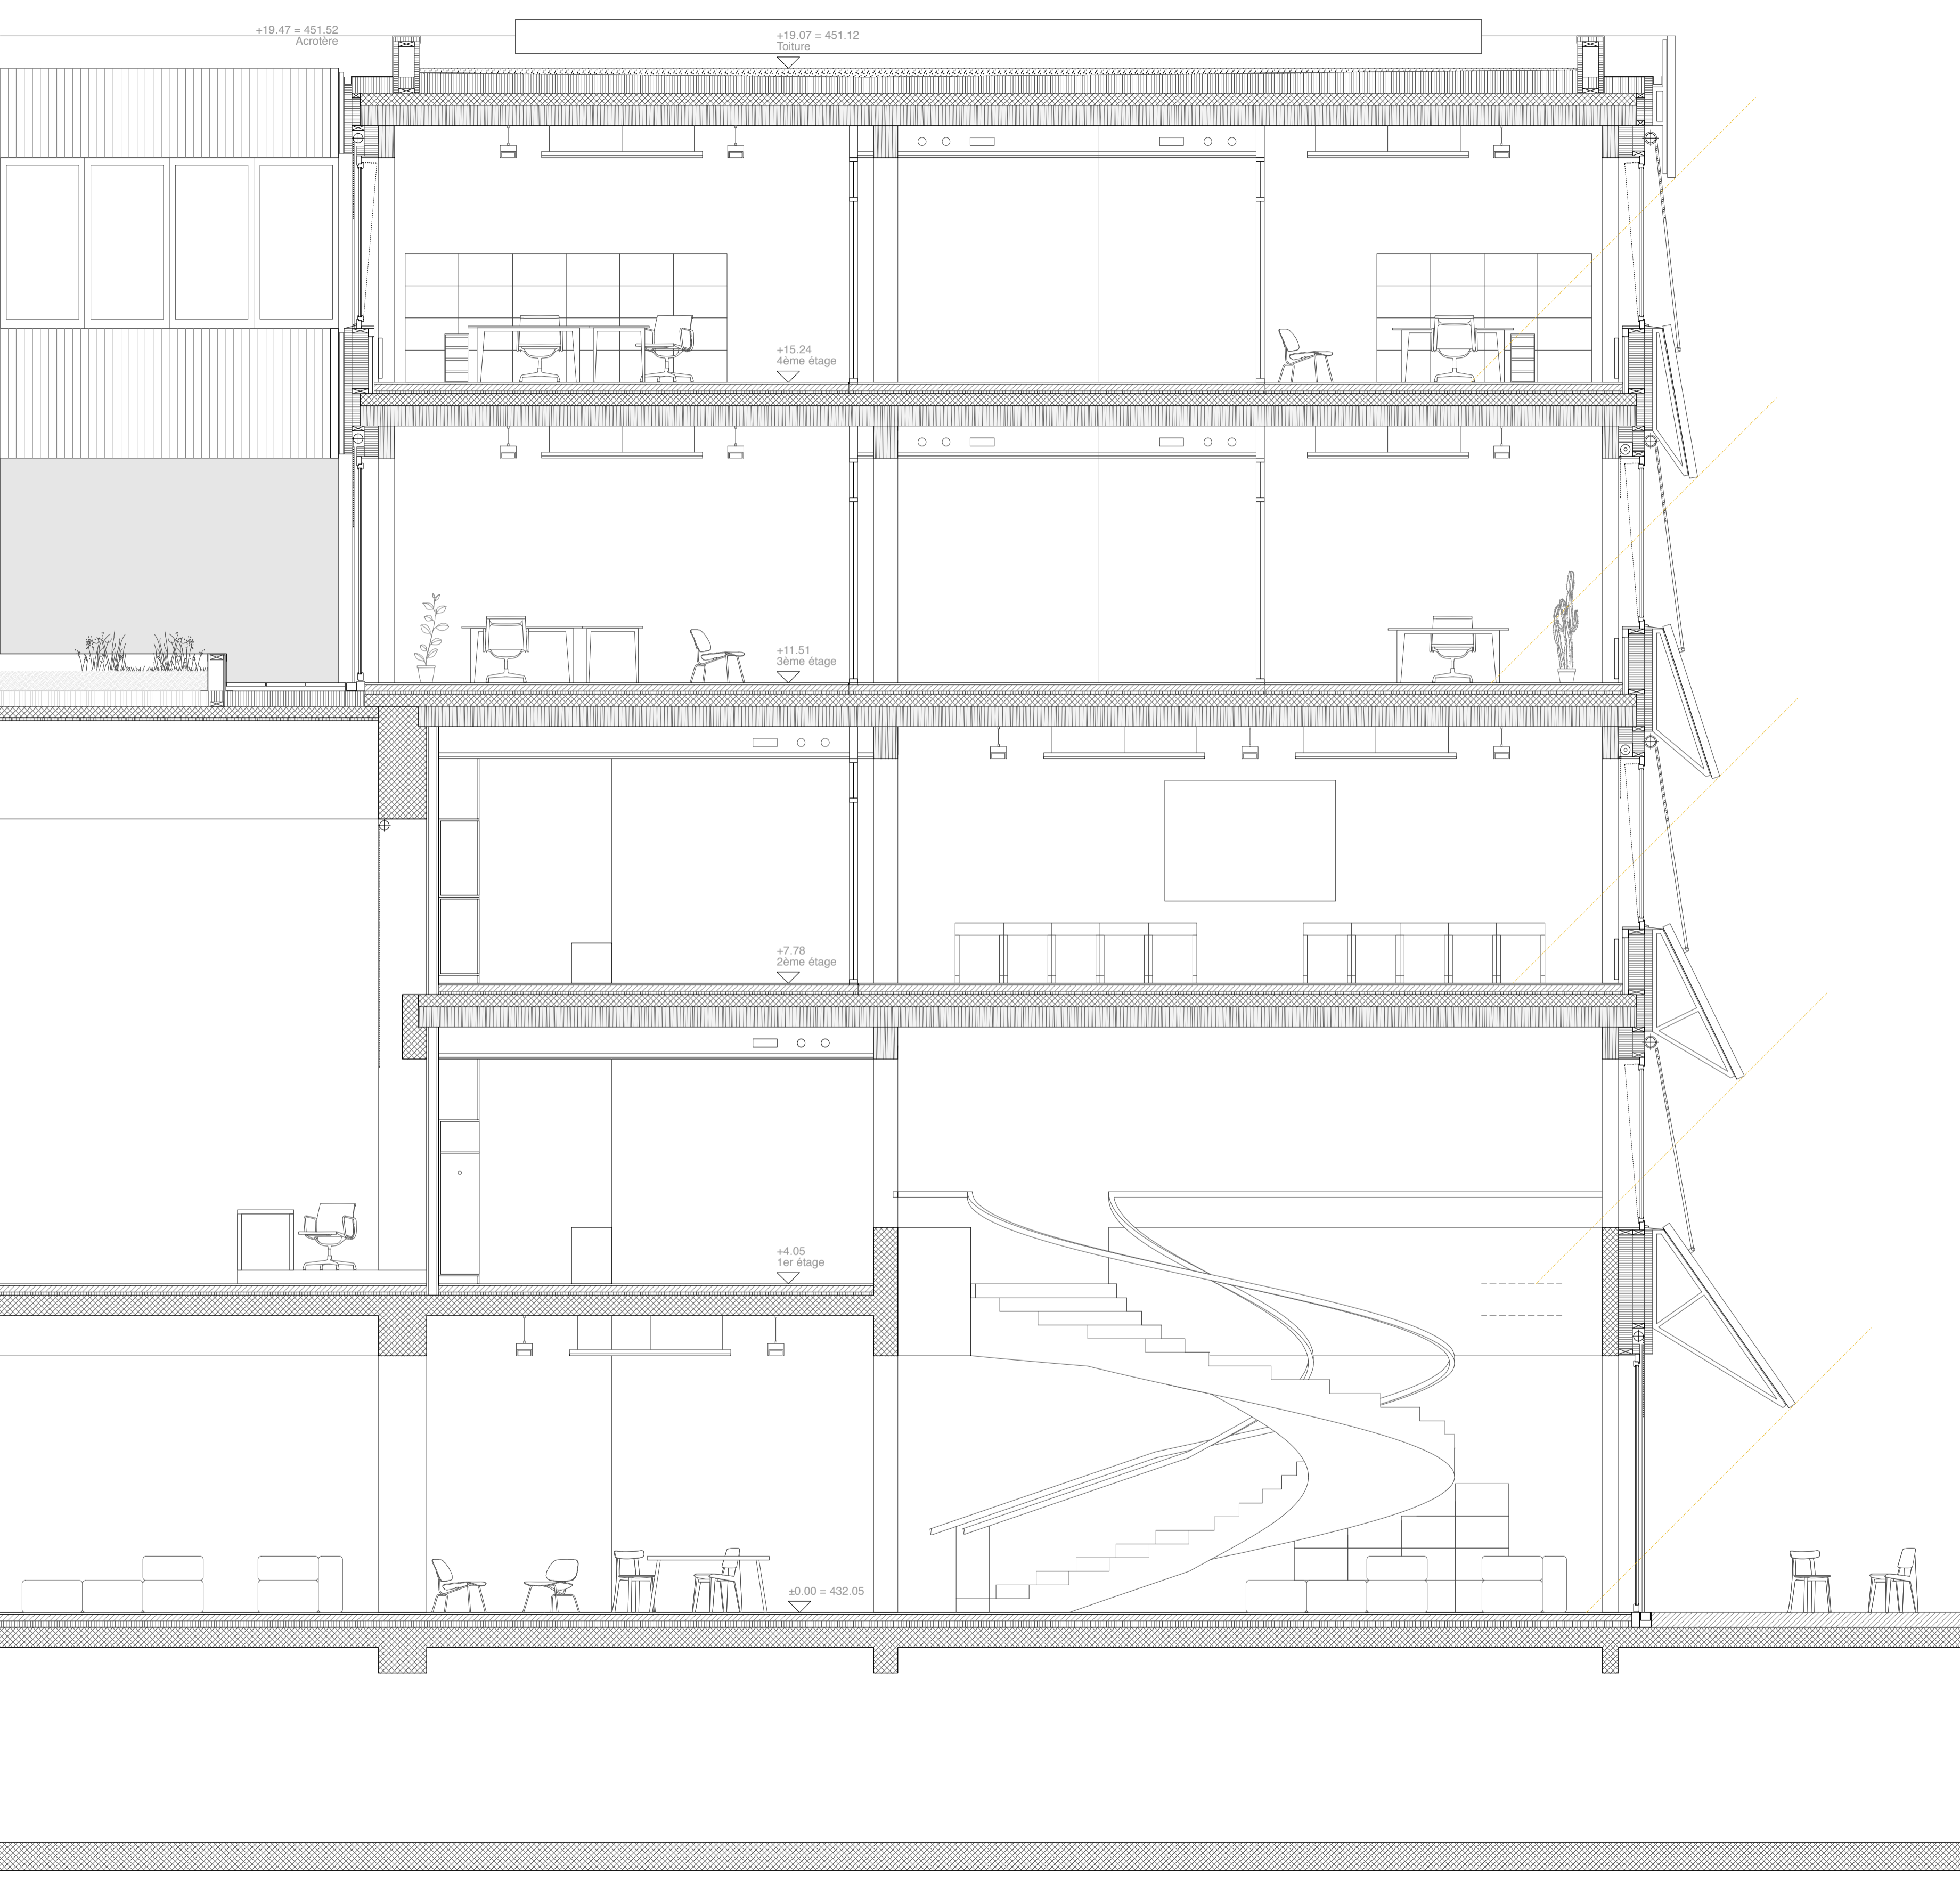 +19.47 = 451.52
Acrotère
+19.07 = 451.12
Toiture
+15.24
4ème étage
+11.51
3ème étage
+7.78
2ème étage
+4.05
1er étage
±0.00 = 432.05